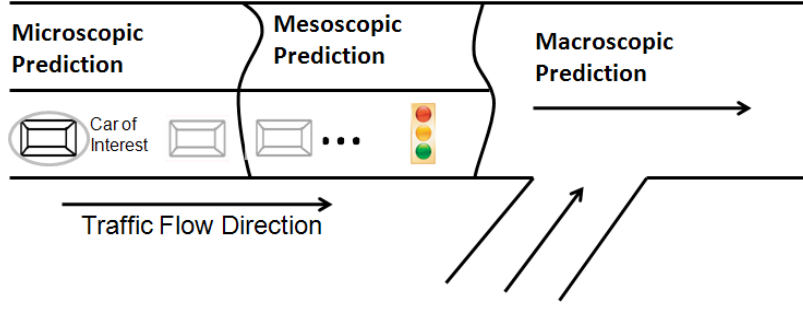 Microscopic
Prediction
Mesoscopic
Prediction
Macroscopic
Prediction
Car of
Interest
Traffic Flow Direction